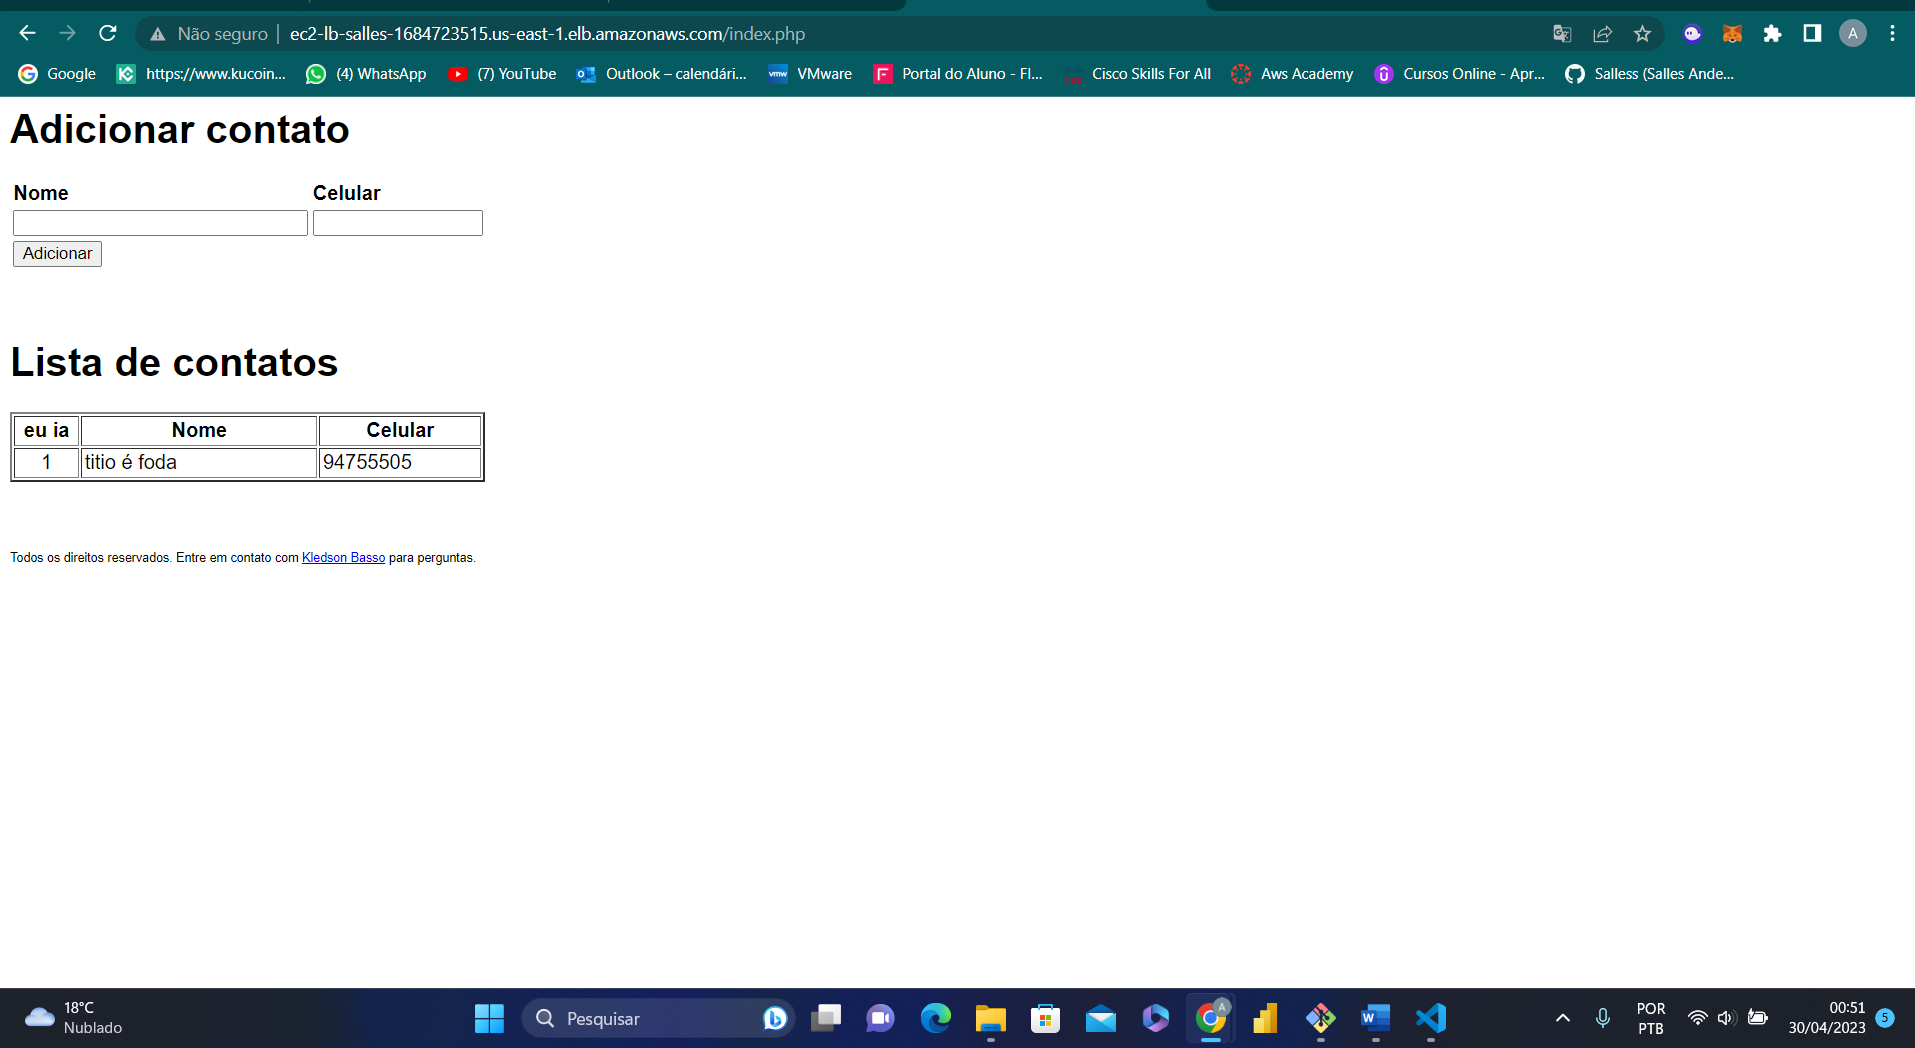 Não seguro | ec2-lb-salles-1684723515.us-east-1.elb.amazonaws.com/index.php
A
Google
https://www.kucoin...
(4) WhatsApp
(7) YouTube
Outlook – calendári...
vmw VMware
Portal do Aluno - Fl...
Cisco Skills For All
Aws Academy
Cursos Online - Apr...
Salless (Salles Ande...
Adicionar contato
Nome Celular
Adicionar
Lista de contatos
eu ia Nome Celular
1 titio é foda 94755505
Todos os direitos reservados. Entre em contato com Kledson Basso para perguntas.
18°C
Nublado
Pesquisar
A
POR
PTB
00:51
30/04/2023
5